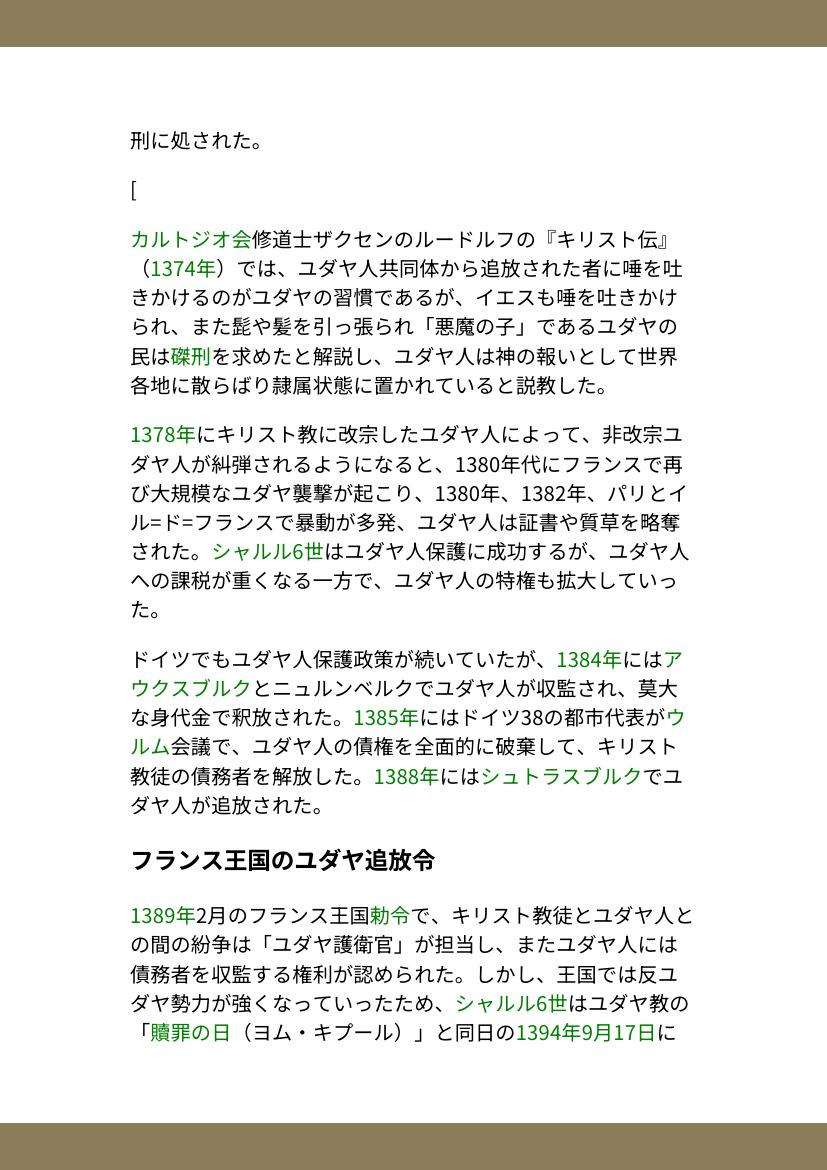 刑に処された。
[
カルトジオ会修道士ザクセンのルードルフの『キリスト伝』
（1374年）では、ユダヤ人共同体から追放された者に唾を吐
きかけるのがユダヤの習慣であるが、イエスも唾を吐きかけ
られ、また髭や髪を引っ張られ「悪魔の子」であるユダヤの
民は磔刑を求めたと解説し、ユダヤ人は神の報いとして世界
各地に散らばり隷属状態に置かれていると説教した。
1378年にキリスト教に改宗したユダヤ人によって、非改宗ユ
ダヤ人が糾弾されるようになると、1380年代にフランスで再
び大規模なユダヤ襲撃が起こり、1380年、1382年、パリとイ
ル=ド=フランスで暴動が多発、ユダヤ人は証書や質草を略奪
された。シャルル6世はユダヤ人保護に成功するが、ユダヤ人
への課税が重くなる一方で、ユダヤ人の特権も拡大していっ
た。
ドイツでもユダヤ人保護政策が続いていたが、1384年にはア
ウクスブルクとニュルンベルクでユダヤ人が収監され、莫大
な身代金で釈放された。1385年にはドイツ38の都市代表がウ
ルム会議で、ユダヤ人の債権を全面的に破棄して、キリスト
教徒の債務者を解放した。1388年にはシュトラスブルクでユ
ダヤ人が追放された。
フランス王国のユダヤ追放令
1389年2月のフランス王国勅令で、キリスト教徒とユダヤ人と
の間の紛争は「ユダヤ護衛官」が担当し、またユダヤ人には
債務者を収監する権利が認められた。しかし、王国では反ユ
ダヤ勢力が強くなっていったため、シャルル6世はユダヤ教の
「贖罪の日（ヨム・キプール）」と同日の1394年9月17日に